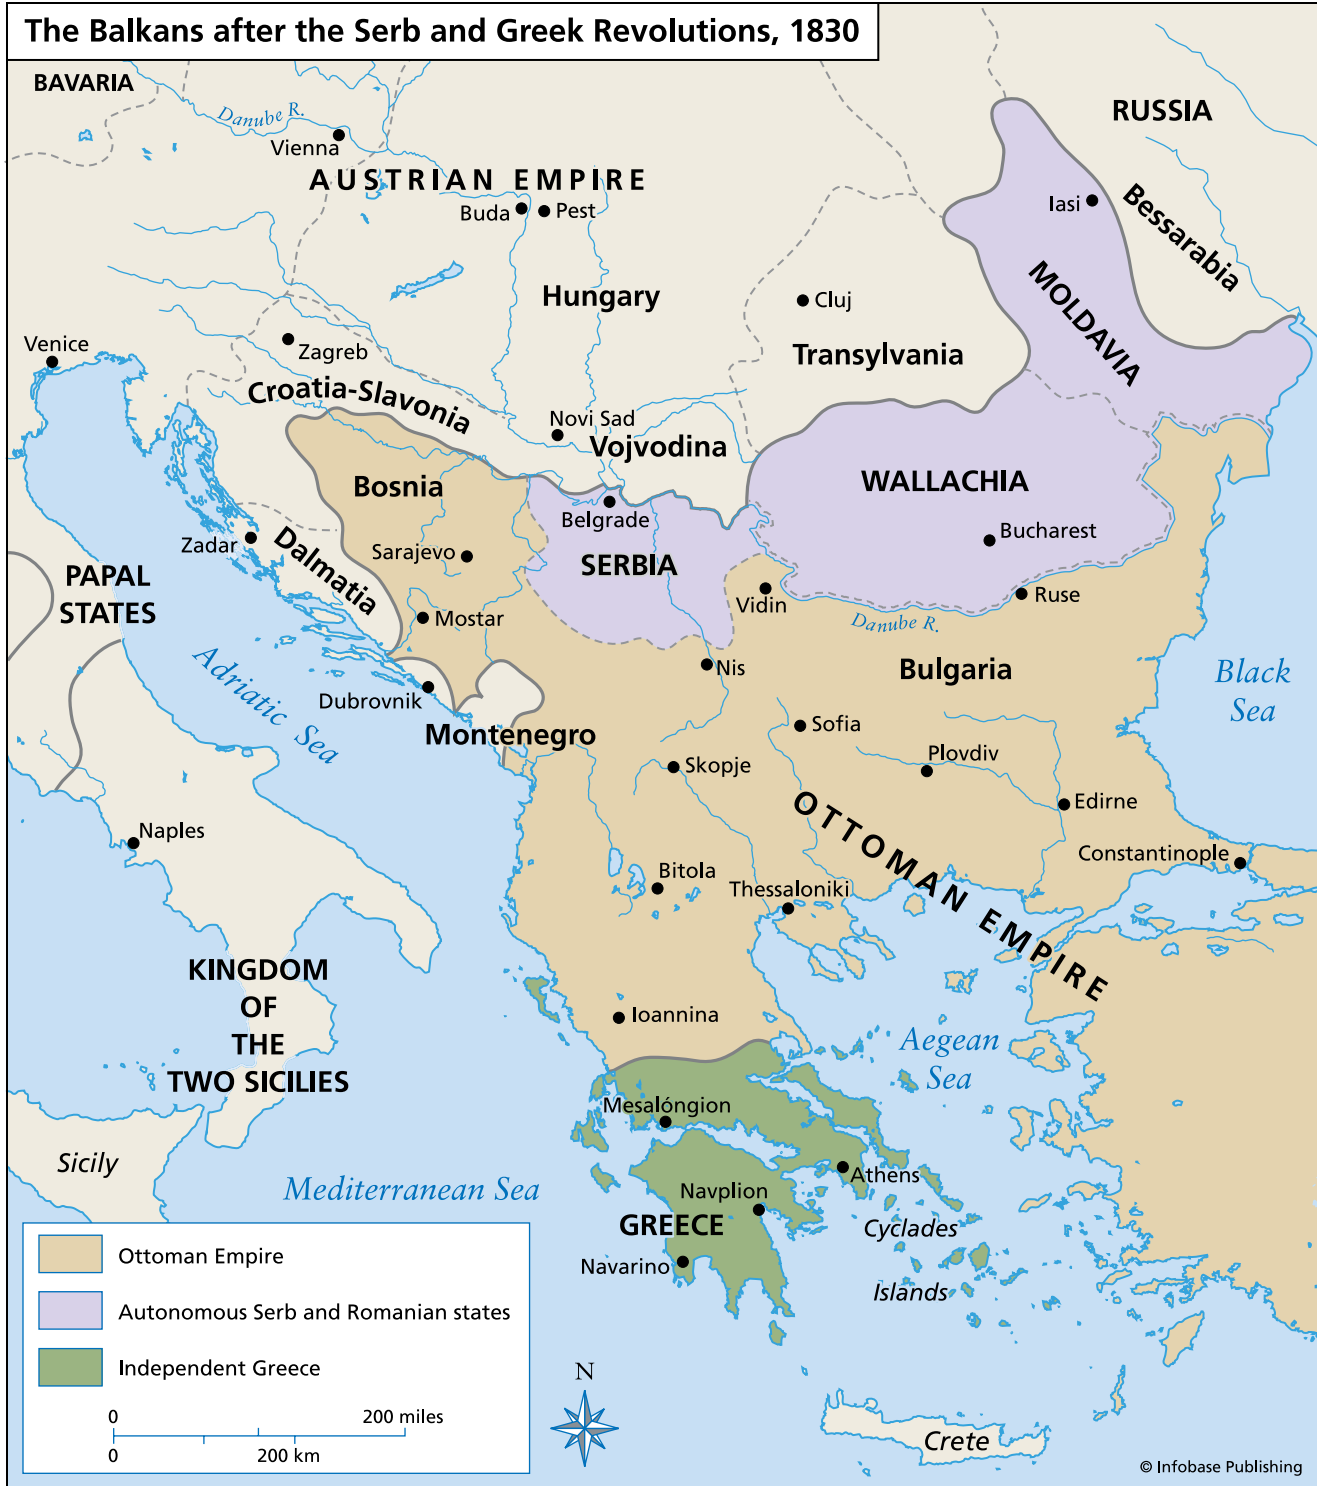 The Balkans after the Serb and Greek Revolutions, 1830
BAVARIA
Danube R.
Vienna
AUSTRIAN EMPIRE
Buda
Pest
RUSSIA
Iasi
Bessarabia
MOLDAVIA
Hungary
Cluj
Transylvania
Venice
Zagreb
Croatia-Slavonia
Novi Sad
Vojvodina
Bosnia
WALLACHIA
Belgrade
Bucharest
Zadar
Dalmatia
Sarajevo
SERBIA
PAPAL
STATES
Mostar
Vidin
Ruse
Danube R.
Adriatic Sea
Nis
Bulgaria
Black
Sea
Dubrovnik
Montenegro
Sofia
Plovdiv
Skopje
Edirne
OTTOMAN EMPIRE
Naples
Constantinople
Bitola
Thessaloniki
KINGDOM
OF
THE
TWO SICILIES
Ioannina
Aegean
Sea
Mesalóngion
Sicily
Athens
Mediterranean Sea
Navplion
GREECE
Cyclades
Islands
Navarino
Ottoman Empire
Autonomous Serb and Romanian states
Independent Greece
0
200 miles
0
200 km
N
Crete
© Infobase Publishing